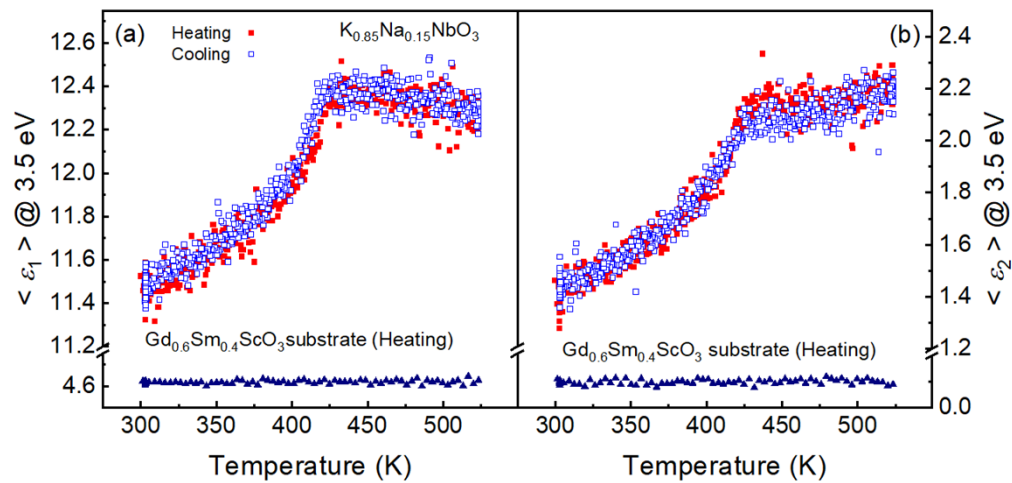 (a)
Heating
Cooling
K0.85Na0.15NbO3
(b)
12.6
12.4
12.2
12.0
11.8
11.6
11.4
11.2
4.6
< ε1 > @ 3.5 eV
Gd0.6Sm0.4ScO3 substrate (Heating)
Gd0.6Sm0.4ScO3 substrate (Heating)
2.4
2.2
2.0
1.8
1.6
1.4
1.2
0.0
< ε2 > @ 3.5 eV
300 350 400 450 500
300 350 400 450 500
Temperature (K)
Temperature (K)